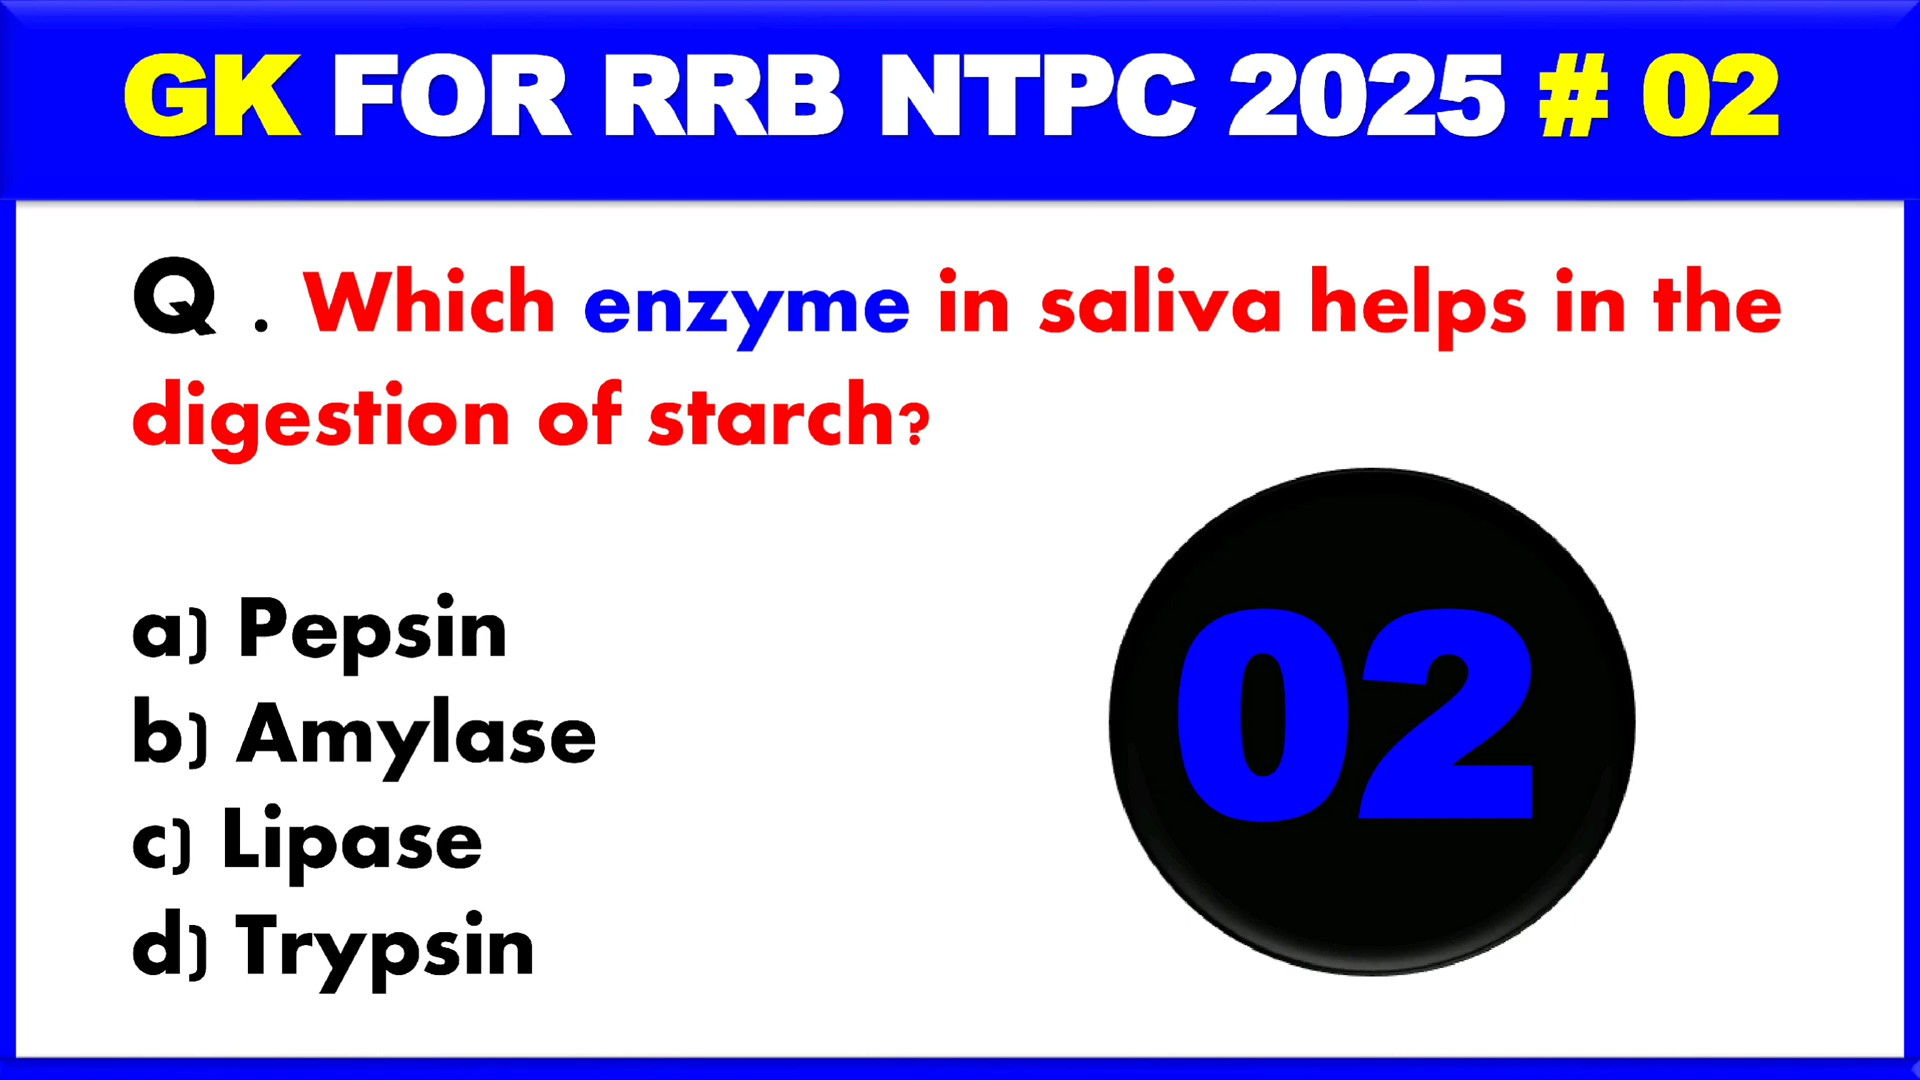 GK FOR RRB NTPC 2025 # 02
Q . Which enzyme in saliva helps in the
digestion of starch?
a) Pepsin
b) Amylase
c) Lipase
d) Trypsin
02